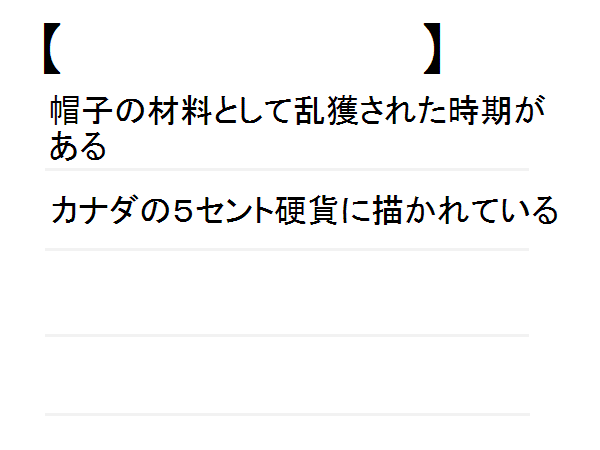 【　　　　　　　　　】
帽子の材料として乱獲された時期が
ある
カナダの５セント硬貨に描かれている